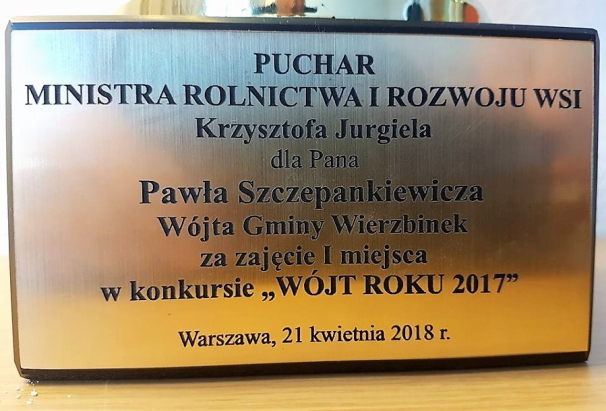 PUCHAR
MINISTRA ROLNICTWA I ROZWOJU WSI
Krzysztofa Jurgiela
dla Pana
Pawła Szczepankiewicza
Wójta Gminy Wierzbinek
za zajęcie I miejsca
w konkursie „WÓJT ROKU 2017”
Warszawa, 21 kwietnia 2018 r.